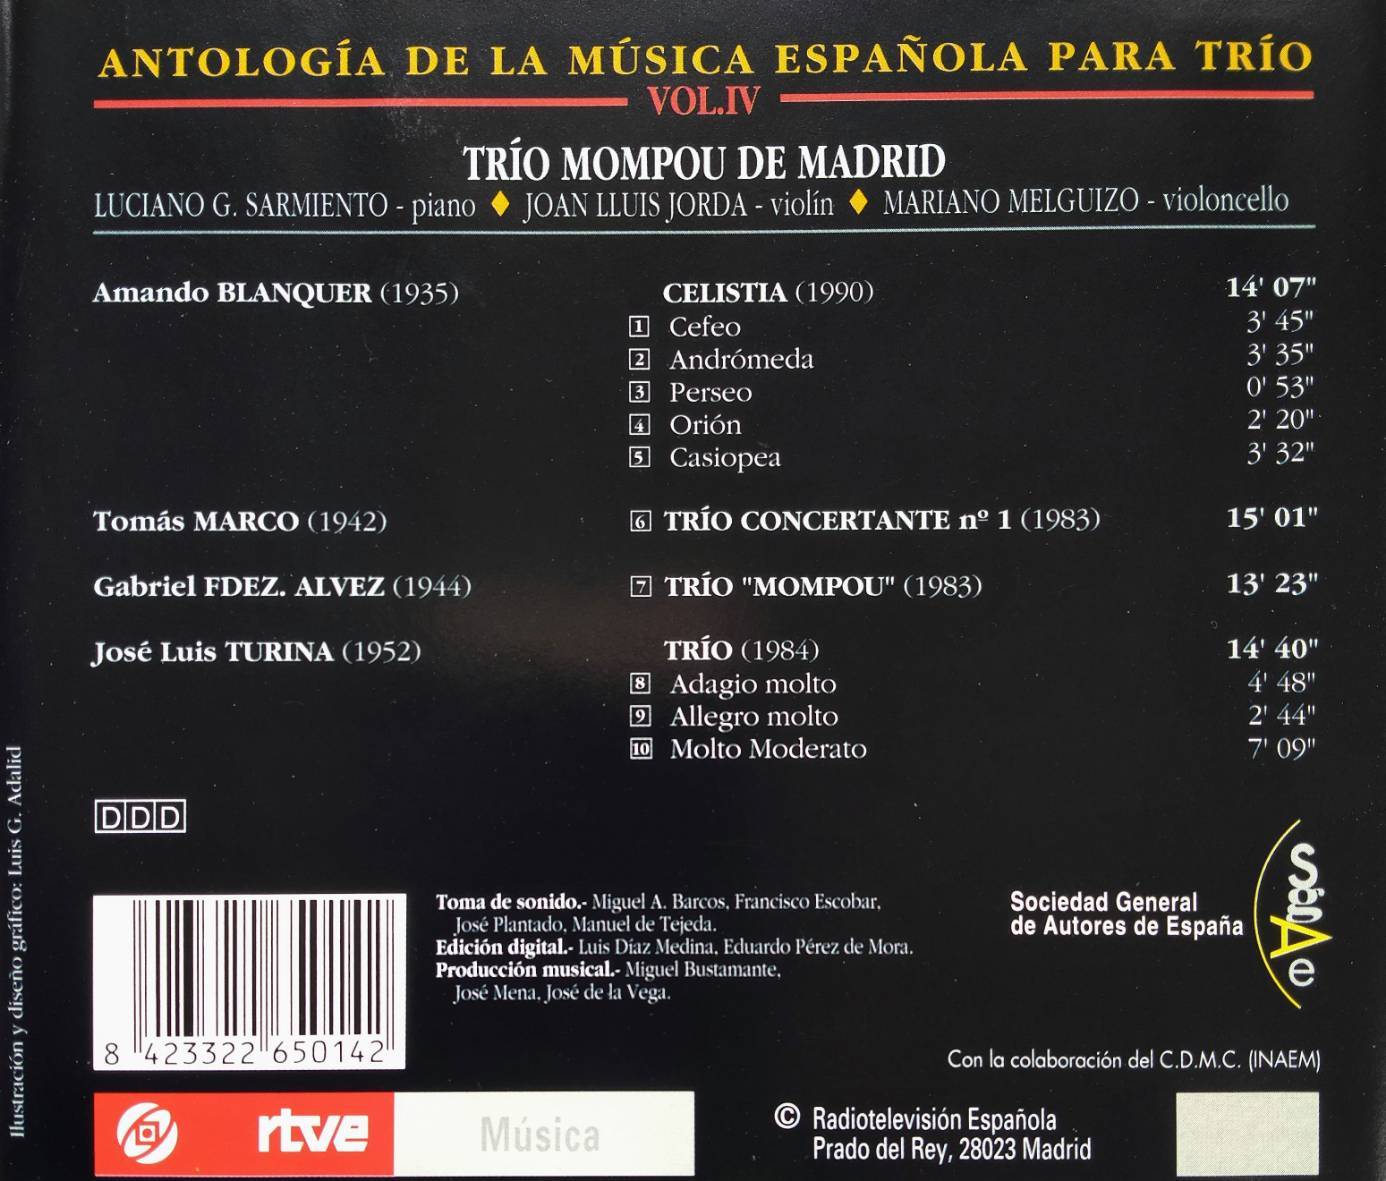 ANTOLOGÍA DE LA MÚSICA ESPAÑOLA PARA TRÍO
VOL.IV
TRÍO MOMPOU DE MADRID
LUCIANO G. SARMIENTO - piano ♦ JOAN LLUIS JORDA - violín ♦ MARIANO MELGUIZO - violoncello
Amando BLANQUER (1935) CELISTIA (1990) 14' 07"
1 Cefeo 3' 45"
2 Andrómeda 3' 35"
3 Perseo 0' 53"
4 Orión 2' 20"
5 Casiopea 3' 32"
Tomás MARCO (1942) 6 TRÍO CONCERTANTE nº 1 (1983) 15' 01"
Gabriel FDEZ. ALVEZ (1944) 7 TRÍO "MOMPOU" (1983) 13' 23"
José Luis TURINA (1952) TRÍO (1984) 14' 40"
8 Adagio molto 4' 48"
9 Allegro molto 2' 44"
10 Molto Moderato 7' 09"
DDD
Toma de sonido.- Miguel A. Barcos, Francisco Escobar,
José Plantado, Manuel de Tejeda.
Edición digital.- Luis Díaz Medina, Eduardo Pérez de Mora.
Producción musical.- Miguel Bustamante,
José Mena, José de la Vega.
Sociedad General
de Autores de España
SgAe
8 423322 650142
Con la colaboración del C.D.M.C. (INAEM)
rtve Música
© Radiotelevisión Española
Prado del Rey, 28023 Madrid
Ilustración y diseño gráfico: Luis G. Adalid